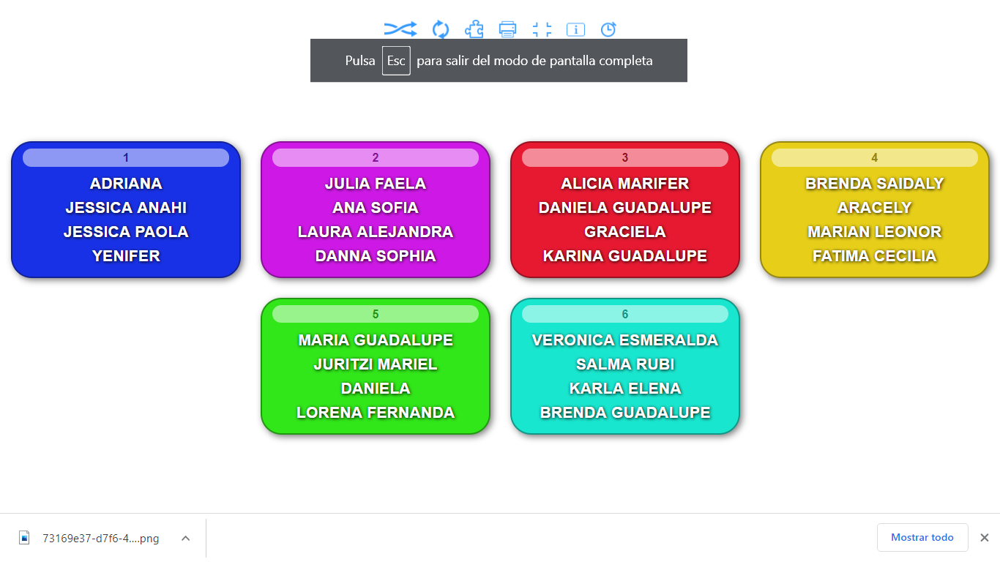 Pulsa Esc para salir del modo de pantalla completa
1
ADRIANA
JESSICA ANAHI
JESSICA PAOLA
YENIFER
2
JULIA FAELA
ANA SOFIA
LAURA ALEJANDRA
DANNA SOPHIA
3
ALICIA MARIFER
DANIELA GUADALUPE
GRACIELA
KARINA GUADALUPE
4
BRENDA SAIDALY
ARACELY
MARIAN LEONOR
FATIMA CECILIA
5
MARIA GUADALUPE
JURITZI MARIEL
DANIELA
LORENA FERNANDA
6
VERONICA ESMERALDA
SALMA RUBI
KARLA ELENA
BRENDA GUADALUPE
73169e37-d7f6-4....png
Mostrar todo